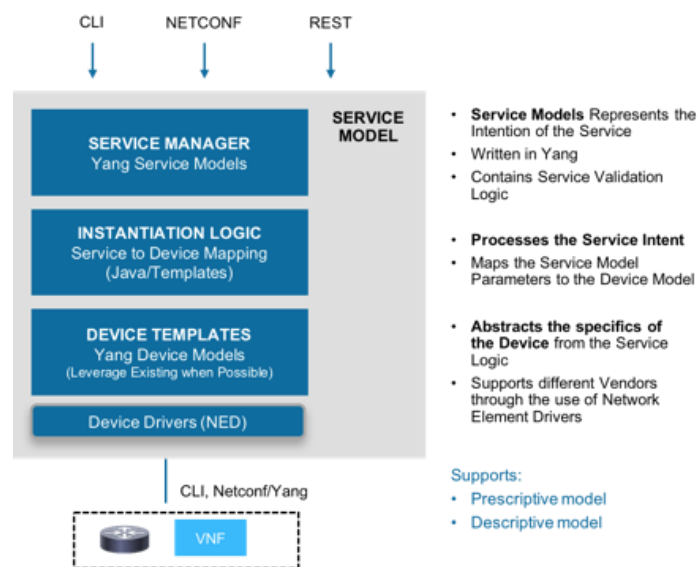 CLI
NETCONF
REST
SERVICE MODEL
SERVICE MANAGER
Yang Service Models
INSTANTIATION LOGIC
Service to Device Mapping
(Java/Templates)
DEVICE TEMPLATES
Yang Device Models
(Leverage Existing when Possible)
Device Drivers (NED)
CLI, Netconf/Yang
VNF
• Service Models Represents the
Intention of the Service
• Written in Yang
• Contains Service Validation
Logic
• Processes the Service Intent
• Maps the Service Model
Parameters to the Device Model
• Abstracts the specifics of
the Device from the Service
Logic
• Supports different Vendors
through the use of Network
Element Drivers
Supports:
• Prescriptive model
• Descriptive model